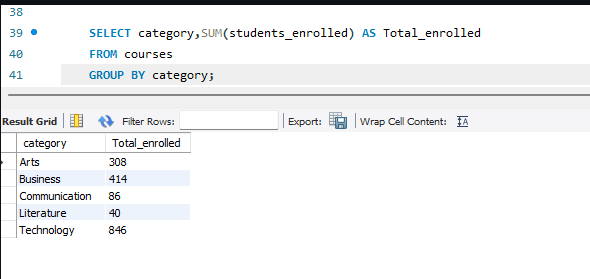 38
39 SELECT category,SUM(students_enrolled) AS Total_enrolled
40 FROM courses
41 GROUP BY category;
Result Grid Filter Rows: Export: Wrap Cell Content: IA
category Total_enrolled
Arts 308
Business 414
Communication 86
Literature 40
Technology 846